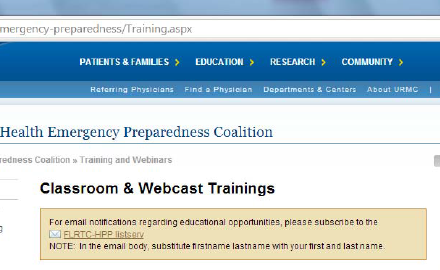 mergency-preparedness/Training.aspx
PATIENTS & FAMILIES > EDUCATION > RESEARCH > COMMUNITY >
Referring Physicians Find a Physician Departments & Centers About URMC |
Health Emergency Preparedness Coalition
redness Coalition » Training and Webinars
Classroom & Webcast Trainings
For email notifications regarding educational opportunities, please subscribe to the
FLRTC-HPP listserv
NOTE: In the email body, substitute firstname lastname with your first and last name.
g